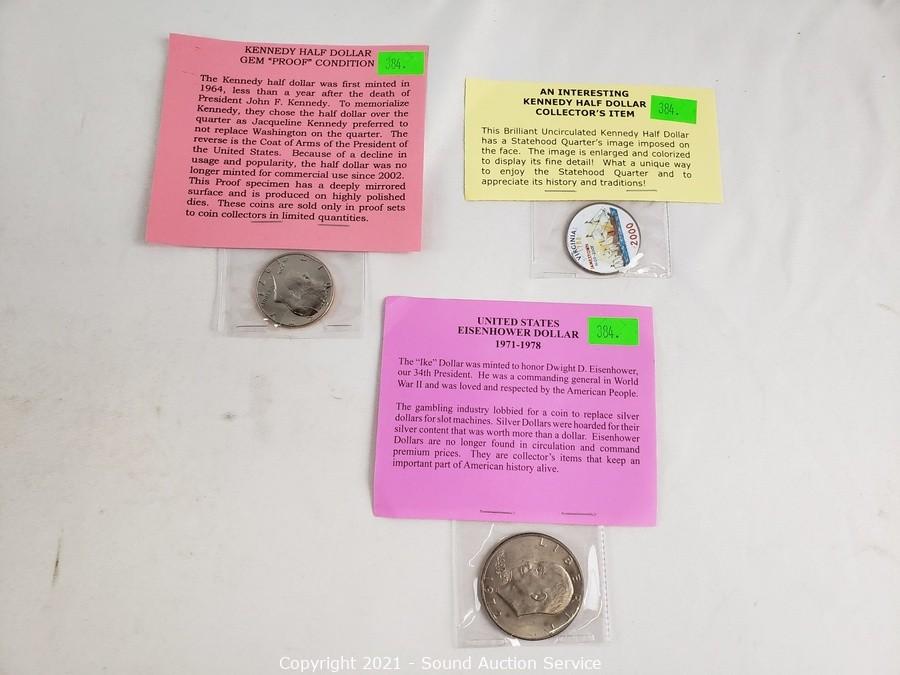 KENNEDY HALF DOLLAR
GEM "PROOF" CONDITION
384.
The Kennedy half dollar was first minted in
1964, less than a year after the death of
President John F. Kennedy. To memorialize
Kennedy, they chose the half dollar over the
quarter as Jacqueline Kennedy preferred to
not replace Washington on the quarter. The
reverse is the Coat of Arms of the President of
the United States. Because of a decline in
usage and popularity, the half dollar was no
longer minted for commercial use since 2002.
This Proof specimen has a deeply mirrored
surface and is produced on highly polished
dies. These coins are sold only in proof sets
to coin collectors in limited quantities.
AN INTERESTING
KENNEDY HALF DOLLAR
COLLECTOR'S ITEM
384.
This Brilliant Uncirculated Kennedy Half Dollar
has a Statehood Quarter's image imposed on
the face. The image is enlarged and colorized
to display its fine detail! What a unique way
to enjoy the Statehood Quarter and to
appreciate its history and traditions!
VIRGINIA
2000
UNITED STATES
EISENHOWER DOLLAR
1971-1978
384.
The "Ike" Dollar was minted to honor Dwight D. Eisenhower,
our 34th President. He was a commanding general in World
War II and was loved and respected by the American People.
The gambling industry lobbied for a coin to replace silver
dollars for slot machines. Silver Dollars were hoarded for their
silver content that was worth more than a dollar. Eisenhower
Dollars are no longer found in circulation and command
premium prices. They are collector's items that keep an
important part of American history alive.
LIBERTY
Copyright 2021 - Sound Auction Service